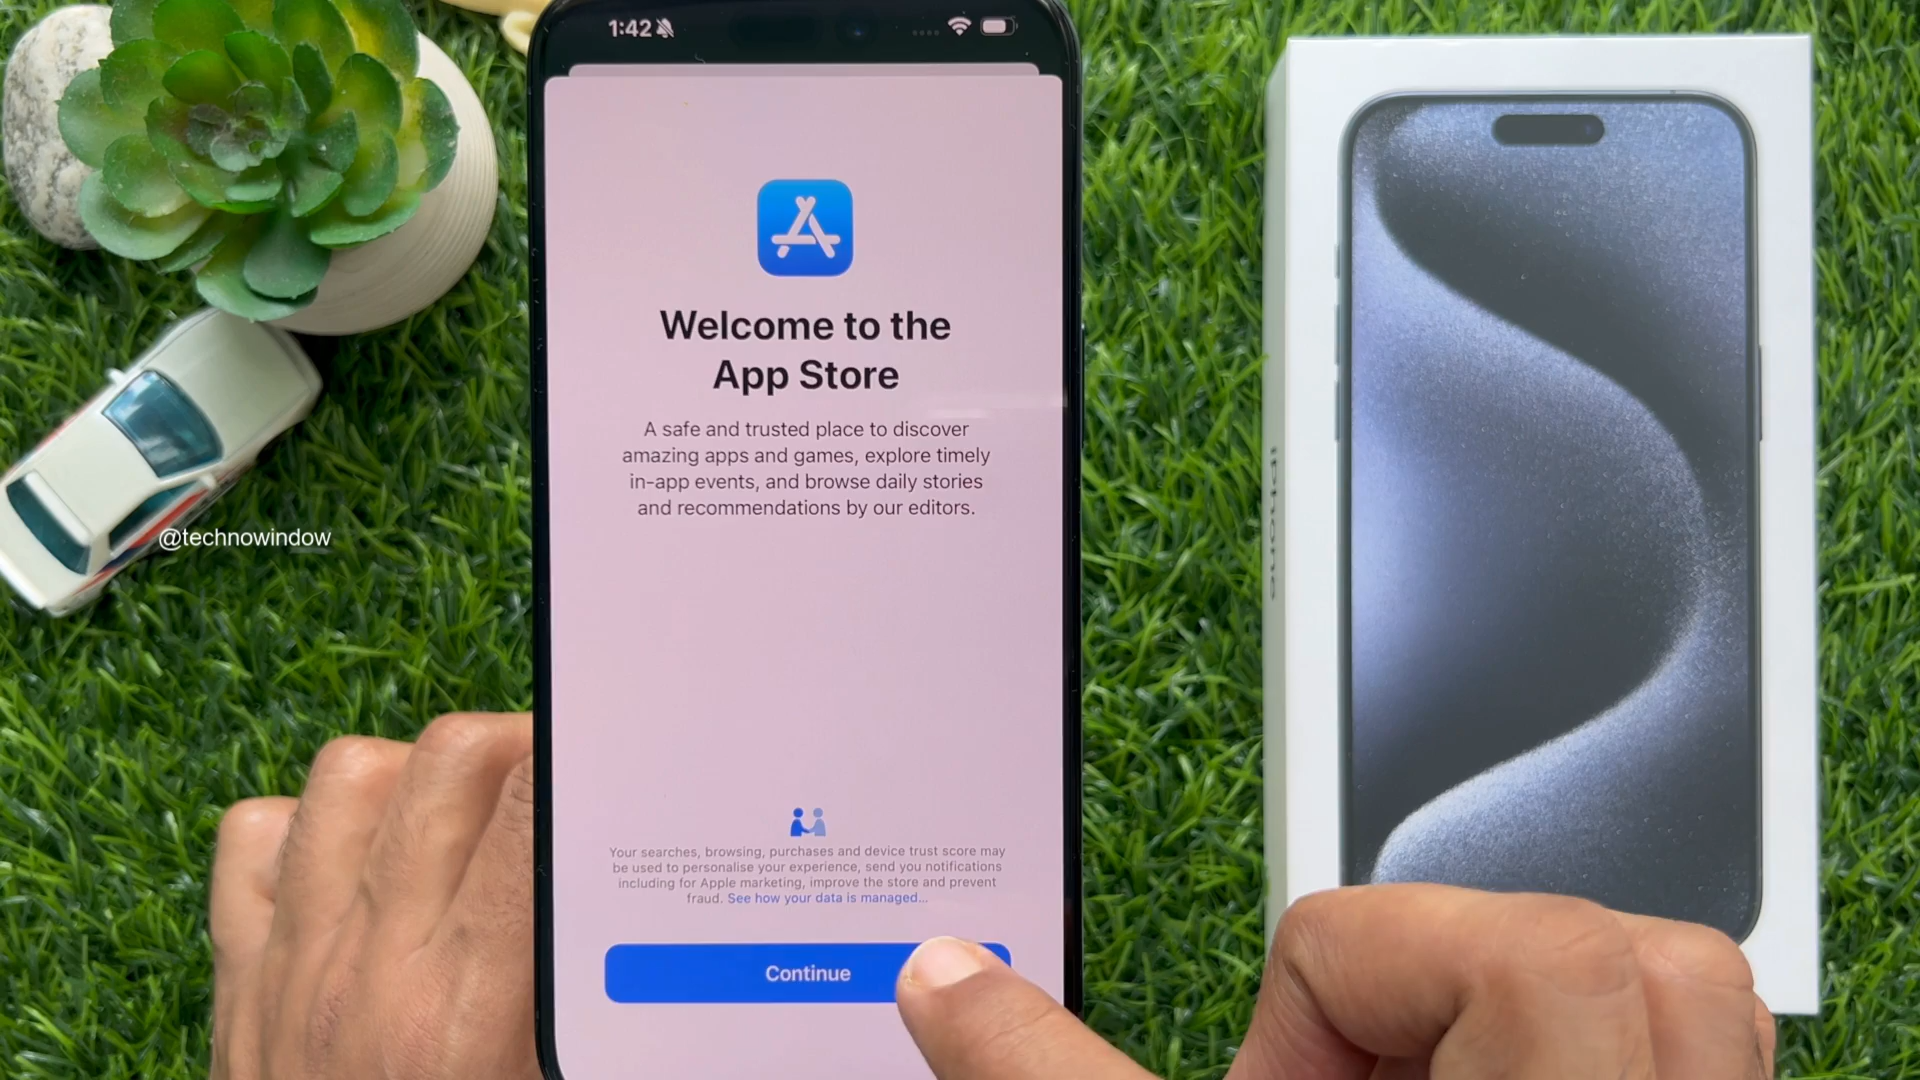 1:42
Welcome to the
App Store
A safe and trusted place to discover
amazing apps and games, explore timely
in-app events, and browse daily stories
and recommendations by our editors.
Your searches, browsing, purchases and device trust score may
be used to personalise your experience, send you notifications
including for Apple marketing, improve the store and prevent
fraud. See how your data is managed...
Continue
@technowindow
iPhone